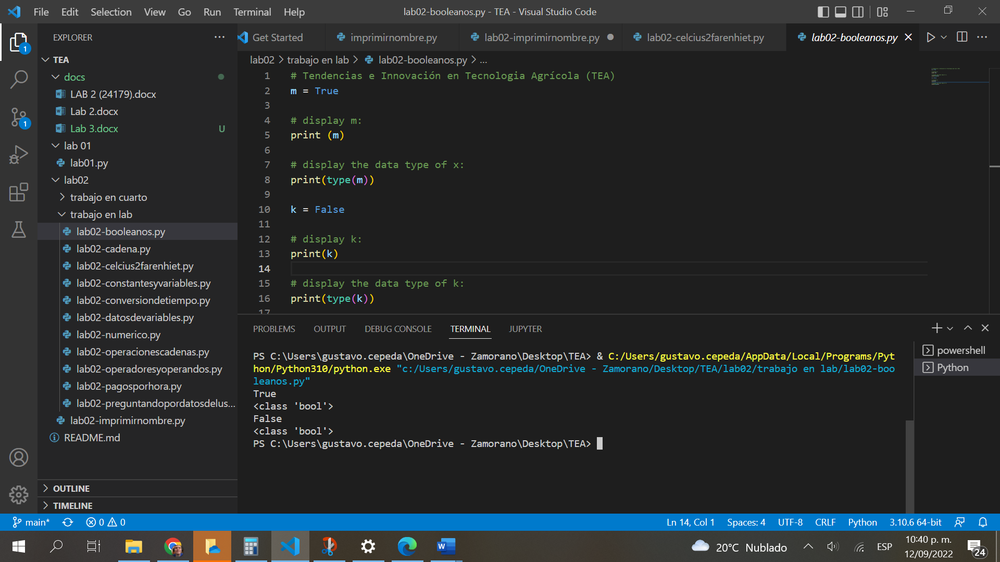 File Edit Selection View Go Run Terminal Help
lab02-booleanos.py - TEA - Visual Studio Code
EXPLORER
Get Started
imprimirnombre.py
lab02-imprimirnombre.py
lab02-celcius2farenhiet.py
lab02-booleanos.py
1
TEA
docs
LAB 2 (24179).docx
Lab 2.docx
1
Lab 3.docx U
lab 01
lab01.py
lab02
trabajo en cuarto
trabajo en lab
lab02-booleanos.py
lab02-cadena.py
lab02-celcius2farenhiet.py
lab02-constantesyvariables.py
lab02-conversiondetiempo.py
lab02-datosdevariables.py
lab02-numerico.py
lab02-operacionescadenas.py
lab02-operadoresyoperandos.py
lab02-pagosporhora.py
lab02-preguntandopordatosdelus...
lab02-imprimirnombre.py
README.md
OUTLINE
TIMELINE
lab02 > trabajo en lab > lab02-booleanos.py > ...
1 # Tendencias e Innovación en Tecnologia Agrícola (TEA)
2 m = True
3
4 # display m:
5 print (m)
6
7 # display the data type of x:
8 print(type(m))
9
10 k = False
11
12 # display k:
13 print(k)
14
15 # display the data type of k:
16 print(type(k))
17
PROBLEMS OUTPUT DEBUG CONSOLE TERMINAL JUPYTER
PS C:\Users\gustavo.cepeda\OneDrive - Zamorano\Desktop\TEA> & C:/Users/gustavo.cepeda/AppData/Local/Programs/Pyt
hon/Python310/python.exe "c:/Users/gustavo.cepeda/OneDrive - Zamorano/Desktop/TEA/lab02/trabajo en lab/lab02-boo
leanos.py"
True
<class 'bool'>
False
<class 'bool'>
PS C:\Users\gustavo.cepeda\OneDrive - Zamorano\Desktop\TEA>
powershell
Python
main* 0 0
Ln 14, Col 1 Spaces: 4 UTF-8 CRLF Python 3.10.6 64-bit
20°C Nublado
ESP
10:40 p. m.
12/09/2022
24